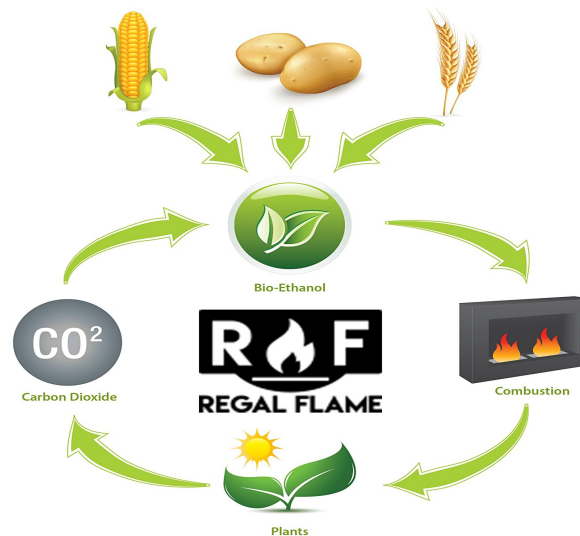 Bio-Ethanol
CO²
Carbon Dioxide
R F
REGAL FLAME
Combustion
Plants